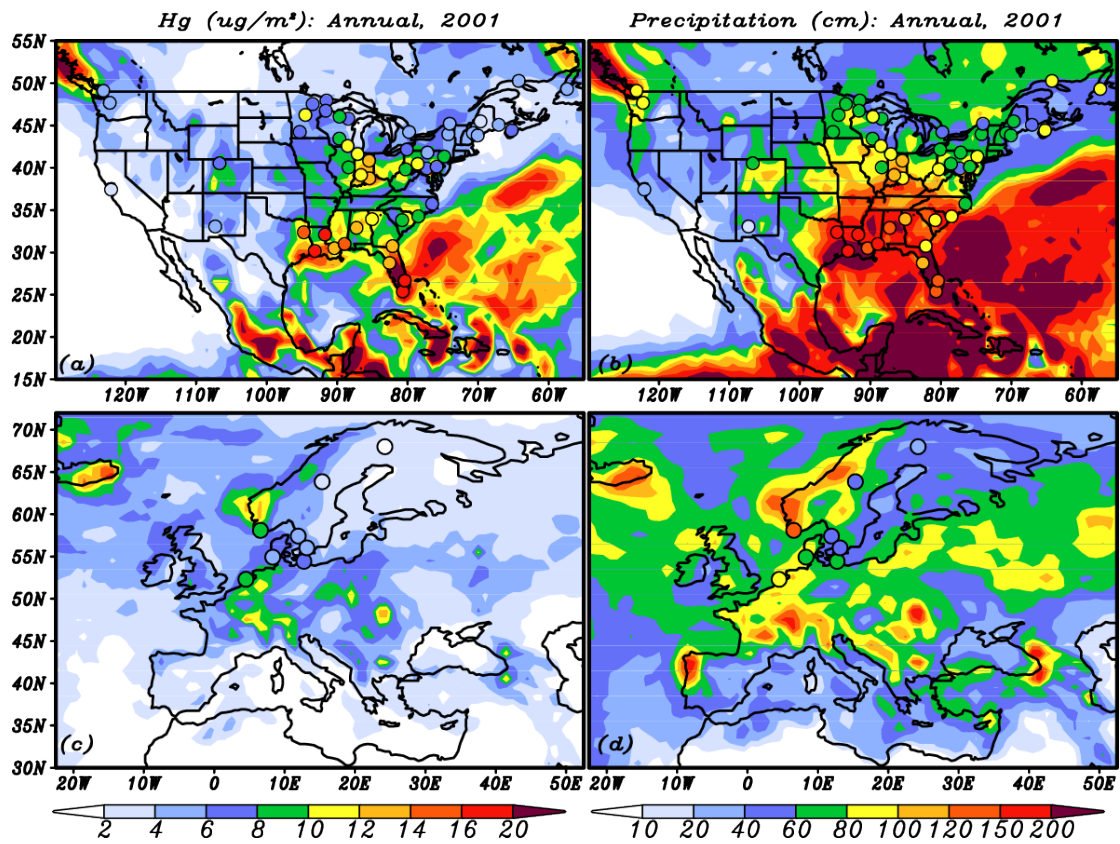 Hg (ug/m²): Annual, 2001
Precipitation (cm): Annual, 2001
55N
50N
45N
40N
35N
30N
25N
20N
15N
(a)
(b)
120W 110W 100W 90W 80W 70W 60W
120W 110W 100W 90W 80W 70W 60W
70N
65N
60N
55N
50N
45N
40N
35N
30N
(c)
(d)
20W 10W 0 10E 20E 30E 40E 50E
20W 10W 0 10E 20E 30E 40E 50E
2 4 6 8 10 12 14 16 20
10 20 40 60 80 100 120 150 200